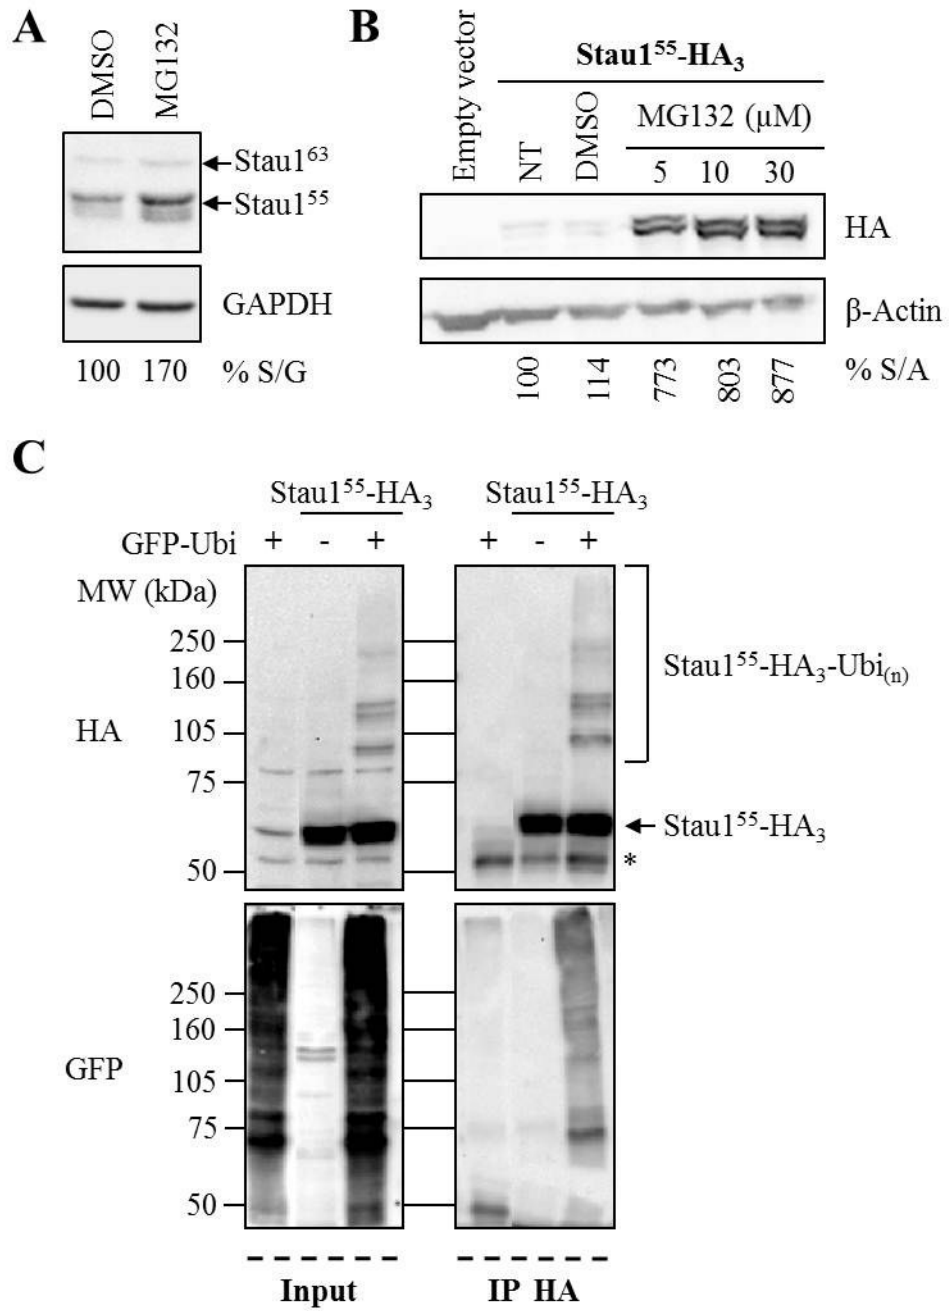 A
DMSO
MG132
Stau1⁶³
Stau1⁵⁵
GAPDH
100 170 % S/G
B
Empty vector
Stau1⁵⁵-HA₃
NT
DMSO
MG132 (µM)
5 10 30
HA
β-Actin
100 114 773 803 877 % S/A
C
Stau1⁵⁵-HA₃ Stau1⁵⁵-HA₃
GFP-Ubi + - + + - +
MW (kDa)
250
160
105
75
50
HA
Stau1⁵⁵-HA₃-Ubi₍ₙ₎
Stau1⁵⁵-HA₃
*
250
160
105
75
50
GFP
Input IP HA